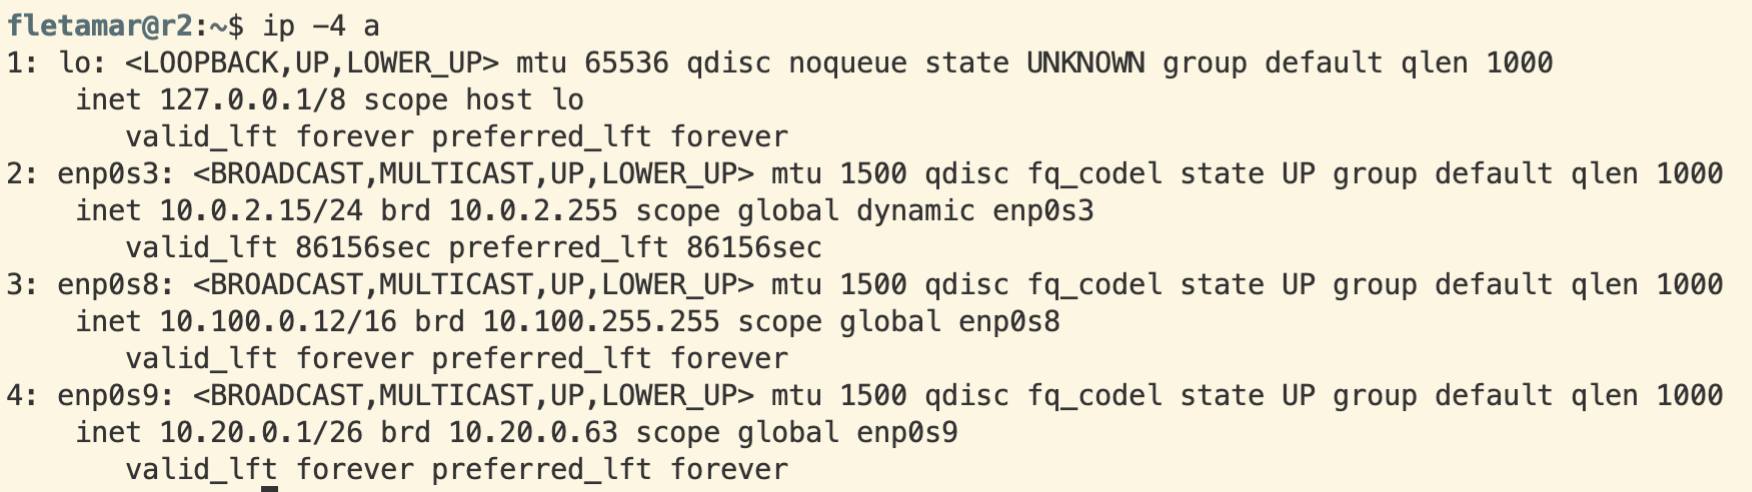 fletamar@r2:~$ ip -4 a
1: lo: <LOOPBACK,UP,LOWER_UP> mtu 65536 qdisc noqueue state UNKNOWN group default qlen 1000
    inet 127.0.0.1/8 scope host lo
       valid_lft forever preferred_lft forever
2: enp0s3: <BROADCAST,MULTICAST,UP,LOWER_UP> mtu 1500 qdisc fq_codel state UP group default qlen 1000
    inet 10.0.2.15/24 brd 10.0.2.255 scope global dynamic enp0s3
       valid_lft 86156sec preferred_lft 86156sec
3: enp0s8: <BROADCAST,MULTICAST,UP,LOWER_UP> mtu 1500 qdisc fq_codel state UP group default qlen 1000
    inet 10.100.0.12/16 brd 10.100.255.255 scope global enp0s8
       valid_lft forever preferred_lft forever
4: enp0s9: <BROADCAST,MULTICAST,UP,LOWER_UP> mtu 1500 qdisc fq_codel state UP group default qlen 1000
    inet 10.20.0.1/26 brd 10.20.0.63 scope global enp0s9
       valid_lft forever preferred_lft forever